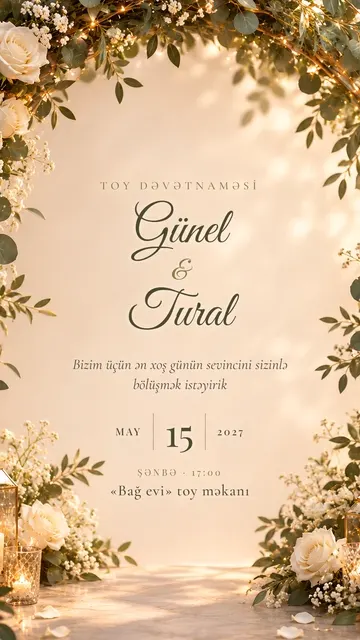 TOY DƏVƏTNAMƏSİ
Günel
&
Tural
Bizim üçün ən xoş günün sevincini sizinlə
bölüşmək istəyirik
MAY 15 2027
ŞƏNBƏ · 17:00
«Bağ evi» toy məkanı